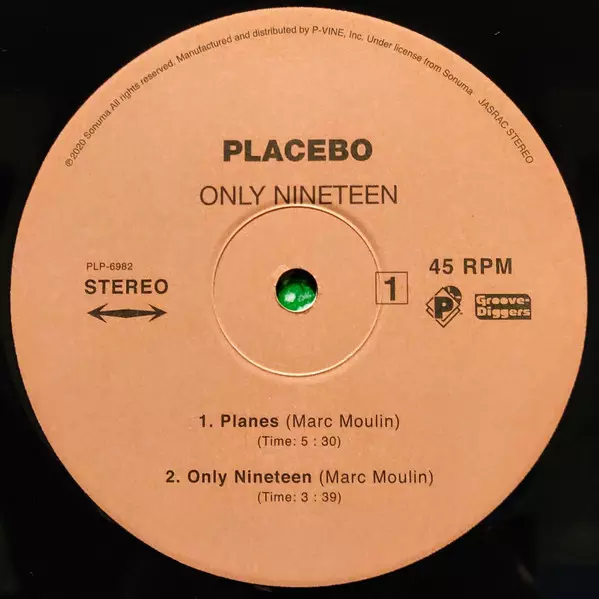 ℗2020 Sonuma All rights reserved. Manufactured and distributed by P-VINE, Inc. Under license from Sonuma JASRAC STEREO
PLACEBO
ONLY NINETEEN
PLP-6982
STEREO
1
45 RPM
P
Groove-
Diggers
1. Planes (Marc Moulin)
(Time: 5 : 30)
2. Only Nineteen (Marc Moulin)
(Time: 3 : 39)